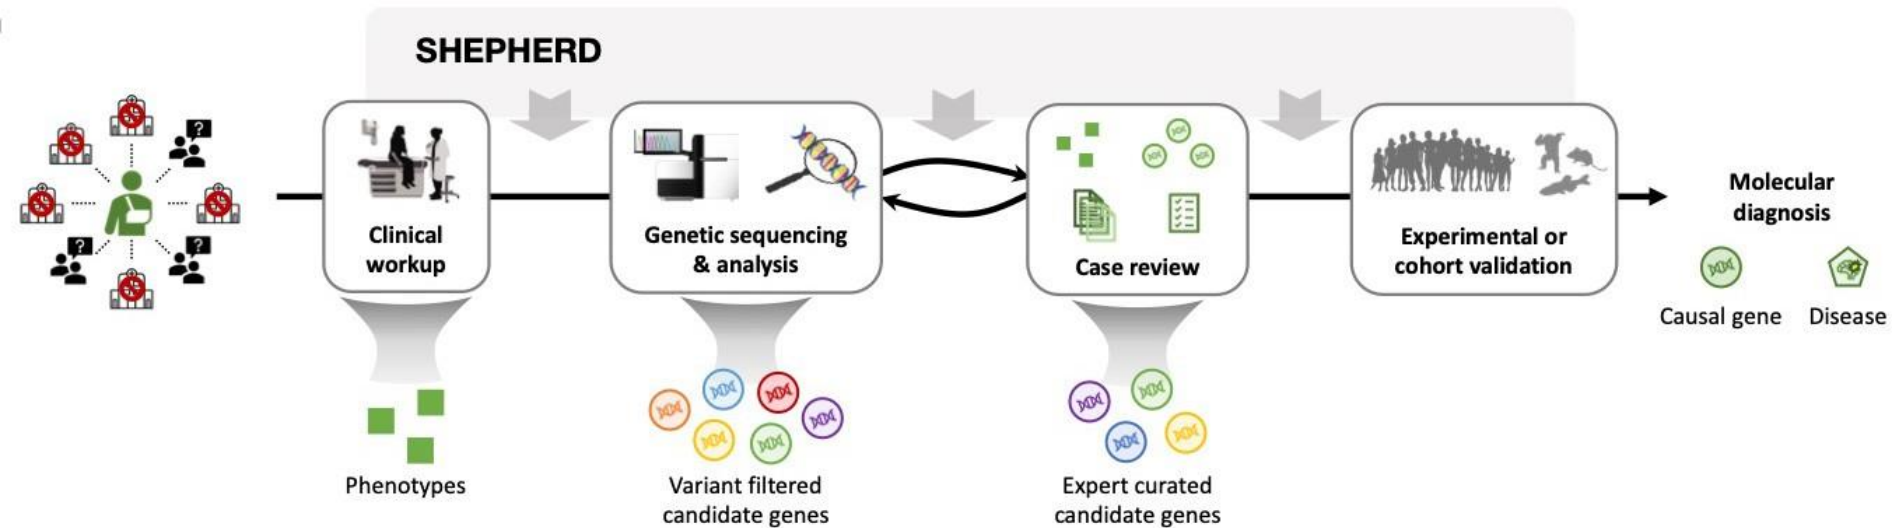 SHEPHERD
?
?
?
Clinical
workup
Genetic sequencing
& analysis
Case review
Experimental or
cohort validation
Molecular
diagnosis
Causal gene
Disease
Phenotypes
Variant filtered
candidate genes
Expert curated
candidate genes